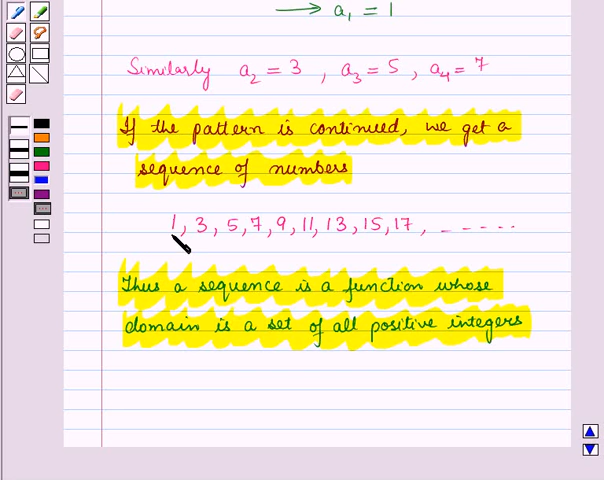 ⟶ a₁ = 1
Similarly a₂ = 3 , a₃ = 5 , a₄ = 7
If the pattern is continued, we get a
sequence of numbers
1, 3, 5, 7, 9, 11, 13, 15, 17, - - - - - -
Thus a sequence is a function whose
domain is a set of all positive integers